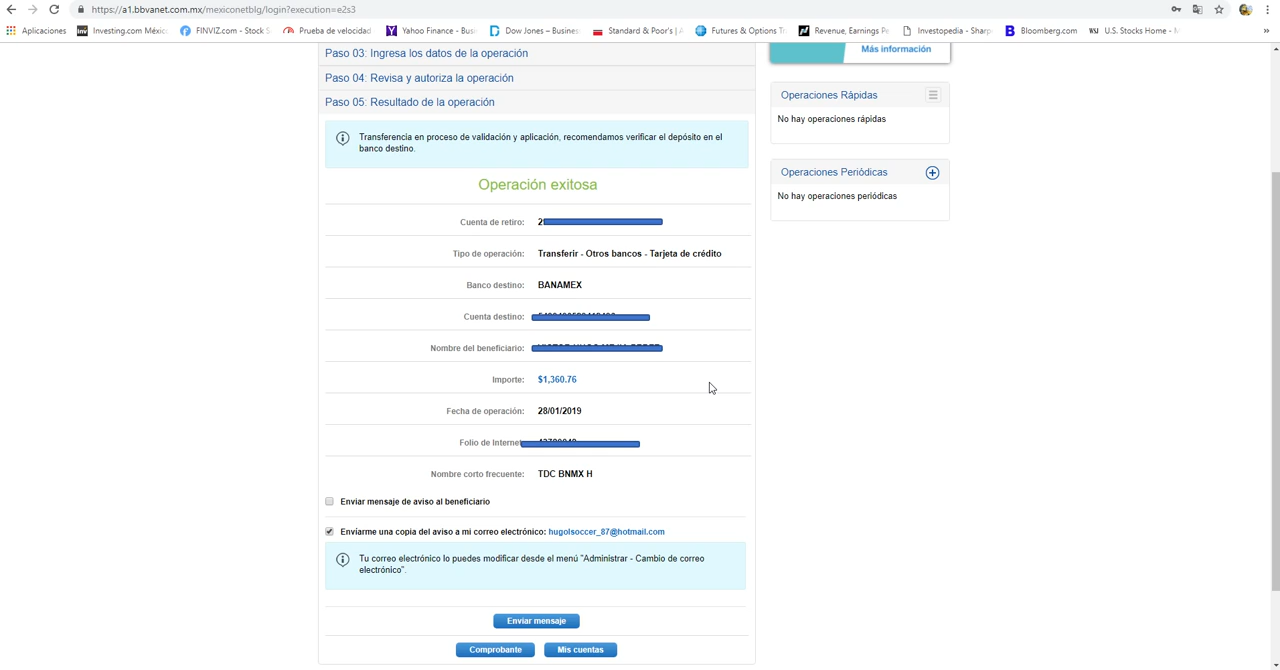 https://a1.bbvanet.com.mx/mexiconetblg/login?execution=e2s3
Aplicaciones
Investing.com Méxic
FINVIZ.com - Stock S
Prueba de velocidad
Yahoo Finance - Busi
Dow Jones – Busines
Standard & Poor's | A
Futures & Options Tr
Revenue, Earnings Pe
Investopedia - Sharp
Bloomberg.com
WSJ U.S. Stocks Home - M
»
Paso 03: Ingresa los datos de la operación
Paso 04: Revisa y autoriza la operación
Paso 05: Resultado de la operación
Transferencia en proceso de validación y aplicación, recomendamos verificar el depósito en el
banco destino.
Operación exitosa
Cuenta de retiro: 2
Tipo de operación: Transferir - Otros bancos - Tarjeta de crédito
Banco destino: BANAMEX
Cuenta destino:
Nombre del beneficiario:
Importe: $1,360.76
Fecha de operación: 28/01/2019
Folio de Internet
Nombre corto frecuente: TDC BNMX H
Enviar mensaje de aviso al beneficiario
Envíarme una copia del aviso a mi correo electrónico: hugolsoccer_87@hotmail.com
Tu correo electrónico lo puedes modificar desde el menú "Administrar - Cambio de correo
electrónico".
Enviar mensaje
Comprobante
Mis cuentas
Más información
Operaciones Rápidas
No hay operaciones rápidas
Operaciones Periódicas
No hay operaciones periódicas